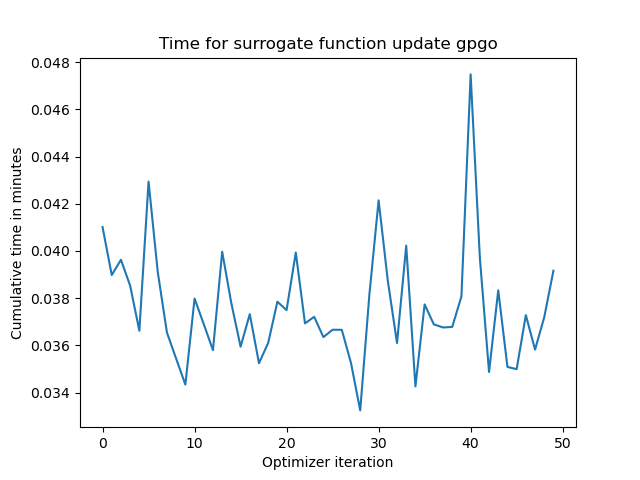 Time for surrogate function update gpgo
0.048
0.046
0.044
0.042
0.040
0.038
0.036
0.034
Cumulative time in minutes
0 10 20 30 40 50
Optimizer iteration